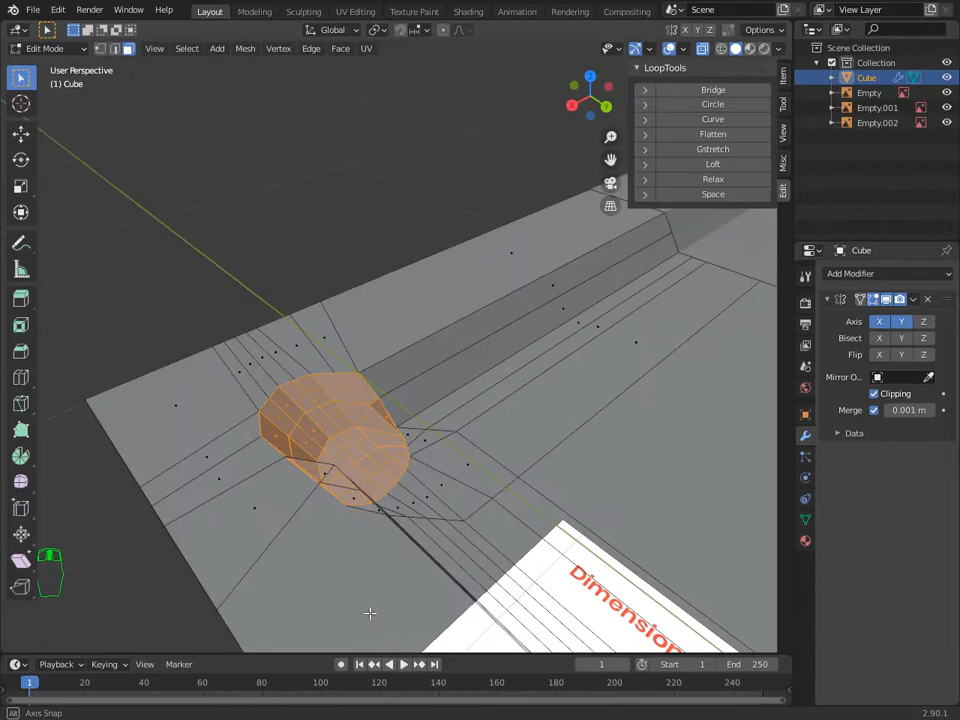 File Edit Render Window Help Layout Modeling Sculpting UV Editing Texture Paint Shading Animation Rendering Compositing Scene View Layer
Global X Y Z Options
Edit Mode View Select Add Mesh Vertex Edge Face UV
User Perspective
(1) Cube
LoopTools
Bridge
Circle
Curve
Flatten
Gstretch
Loft
Relax
Space
Item
Tool
View
Misc
Edit
Z
X
Y
Scene Collection
Collection
Cube
Empty
Empty.001
Empty.002
Cube
Add Modifier
Axis X Y Z
Bisect X Y Z
Flip X Y Z
Mirror O...
Clipping
Merge 0.001 m
Data
Dimension
Playback Keying View Marker 1 Start 1 End 250
1 20 40 60 80 100 120 140 160 180 200 220 240
Alt Axis Snap 2.90.1